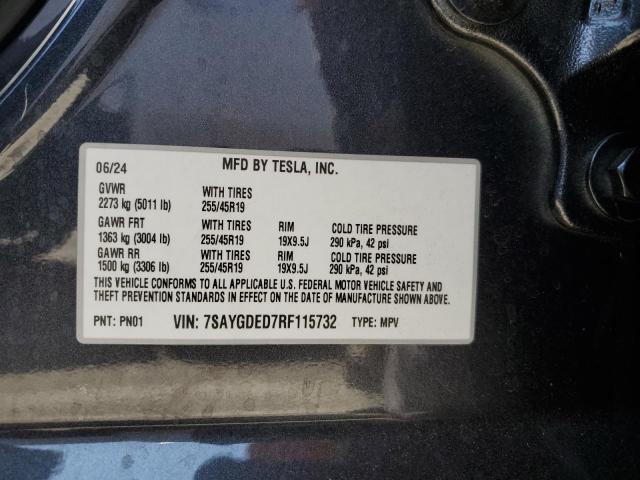 06/24 MFD BY TESLA, INC.
GVWR WITH TIRES
2273 kg (5011 lb) 255/45R19
GAWR FRT WITH TIRES RIM COLD TIRE PRESSURE
1363 kg (3004 lb) 255/45R19 19X9.5J 290 kPa, 42 psi
GAWR RR WITH TIRES RIM COLD TIRE PRESSURE
1500 kg (3306 lb) 255/45R19 19X9.5J 290 kPa, 42 psi
THIS VEHICLE CONFORMS TO ALL APPLICABLE U.S. FEDERAL MOTOR VEHICLE SAFETY AND
THEFT PREVENTION STANDARDS IN EFFECT ON THE DATE OF MANUFACTURE SHOWN ABOVE.
PNT: PN01 VIN: 7SAYGDED7RF115732 TYPE: MPV